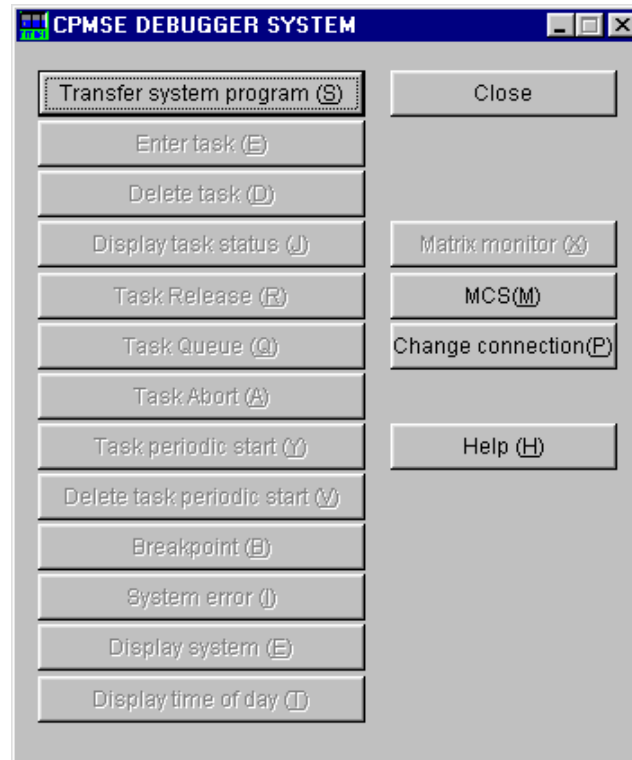 CPMSE DEBUGGER SYSTEM
Transfer system program (S)
Close
Enter task (E)
Delete task (D)
Display task status (J)
Matrix monitor (X)
Task Release (R)
MCS(M)
Task Queue (Q)
Change connection(P)
Task Abort (A)
Task periodic start (Y)
Help (H)
Delete task periodic start (V)
Breakpoint (B)
System error (I)
Display system (E)
Display time of day (T)